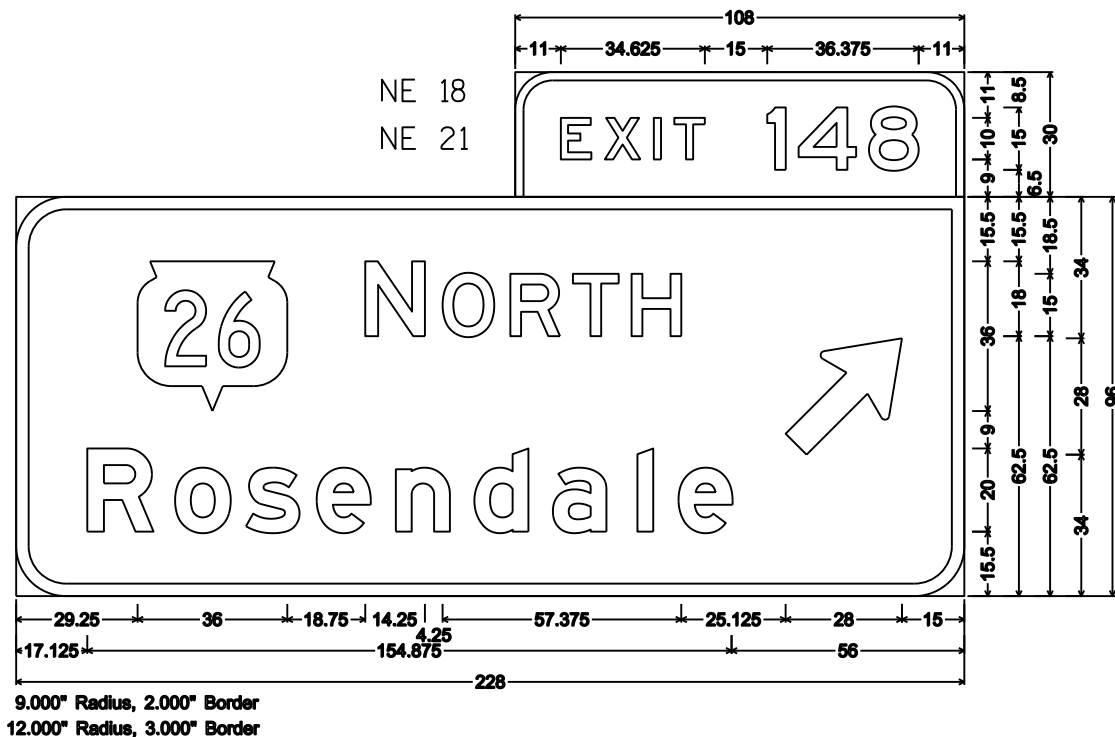 108
11 34.625 15 36.375 11
NE 18
NE 21
EXIT 148
11 10 9
8.5 15 6.5
30
26 NORTH
Rosendale
15.5 36 9 20 15.5
15.5 18 62.5
18.5 15 62.5
34 28 34
96
29.25 36 18.75 14.25 4.25 57.375 25.125 28 15
17.125 154.875 56
228
9.000" Radius, 2.000" Border
12.000" Radius, 3.000" Border